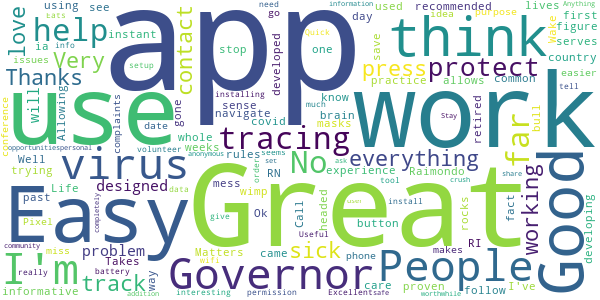 using
see
bats
love
ia
info
instant
Allowing
setup
issues
Thanks
Very
help
app
contact
day
developed
need
go
Quick
stop
installing
information
one
purpose
used
recommended
idea
think
save
press
practice
allows
protect
common
lives
Wake
figure
first
serves
Anything
country
easier
tell
use
complaints
conference
will
navigate
sense
gone
tracing
know
covid
brain
much
masks
Stay
work
retired
far
bull
developing
virus
date
whole
weeks
No
everything
experience
rules
seems
anonymous
set
opportunities
personal
volunteer
Well
trying
Life
designed
order
RN
ask
tool
Raimondo
crush
working
share
Good
Easy
Great
mess
wimp
Ok
Call
headed
button
fact
rocks
install
past
Pixel
data
completely
give
user
Useful
sick
I'm
community
really
miss
problem
Takes
battery
Matters
wifi
came
phone
way
track
informative
addition
interesting
permission
Governor
Excellent
safe
care
proven
People
makes
RI
follow
I've
worthwhile